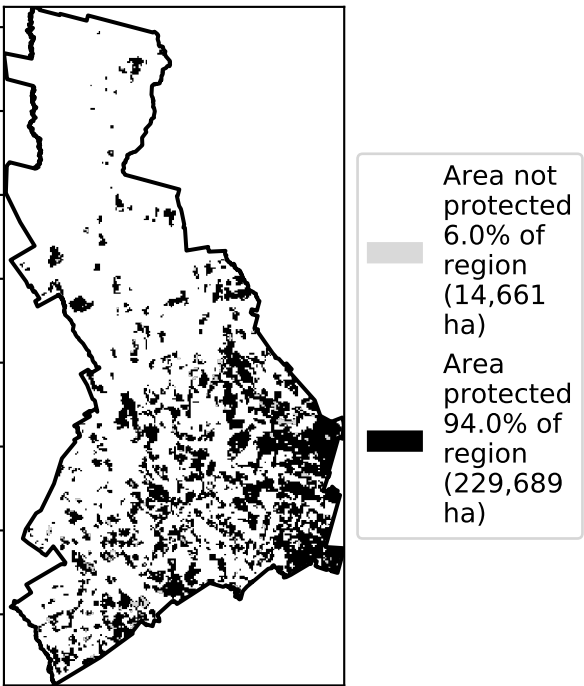 Area not
protected
6.0% of
region
(14,661
ha)
Area
protected
94.0% of
region
(229,689
ha)